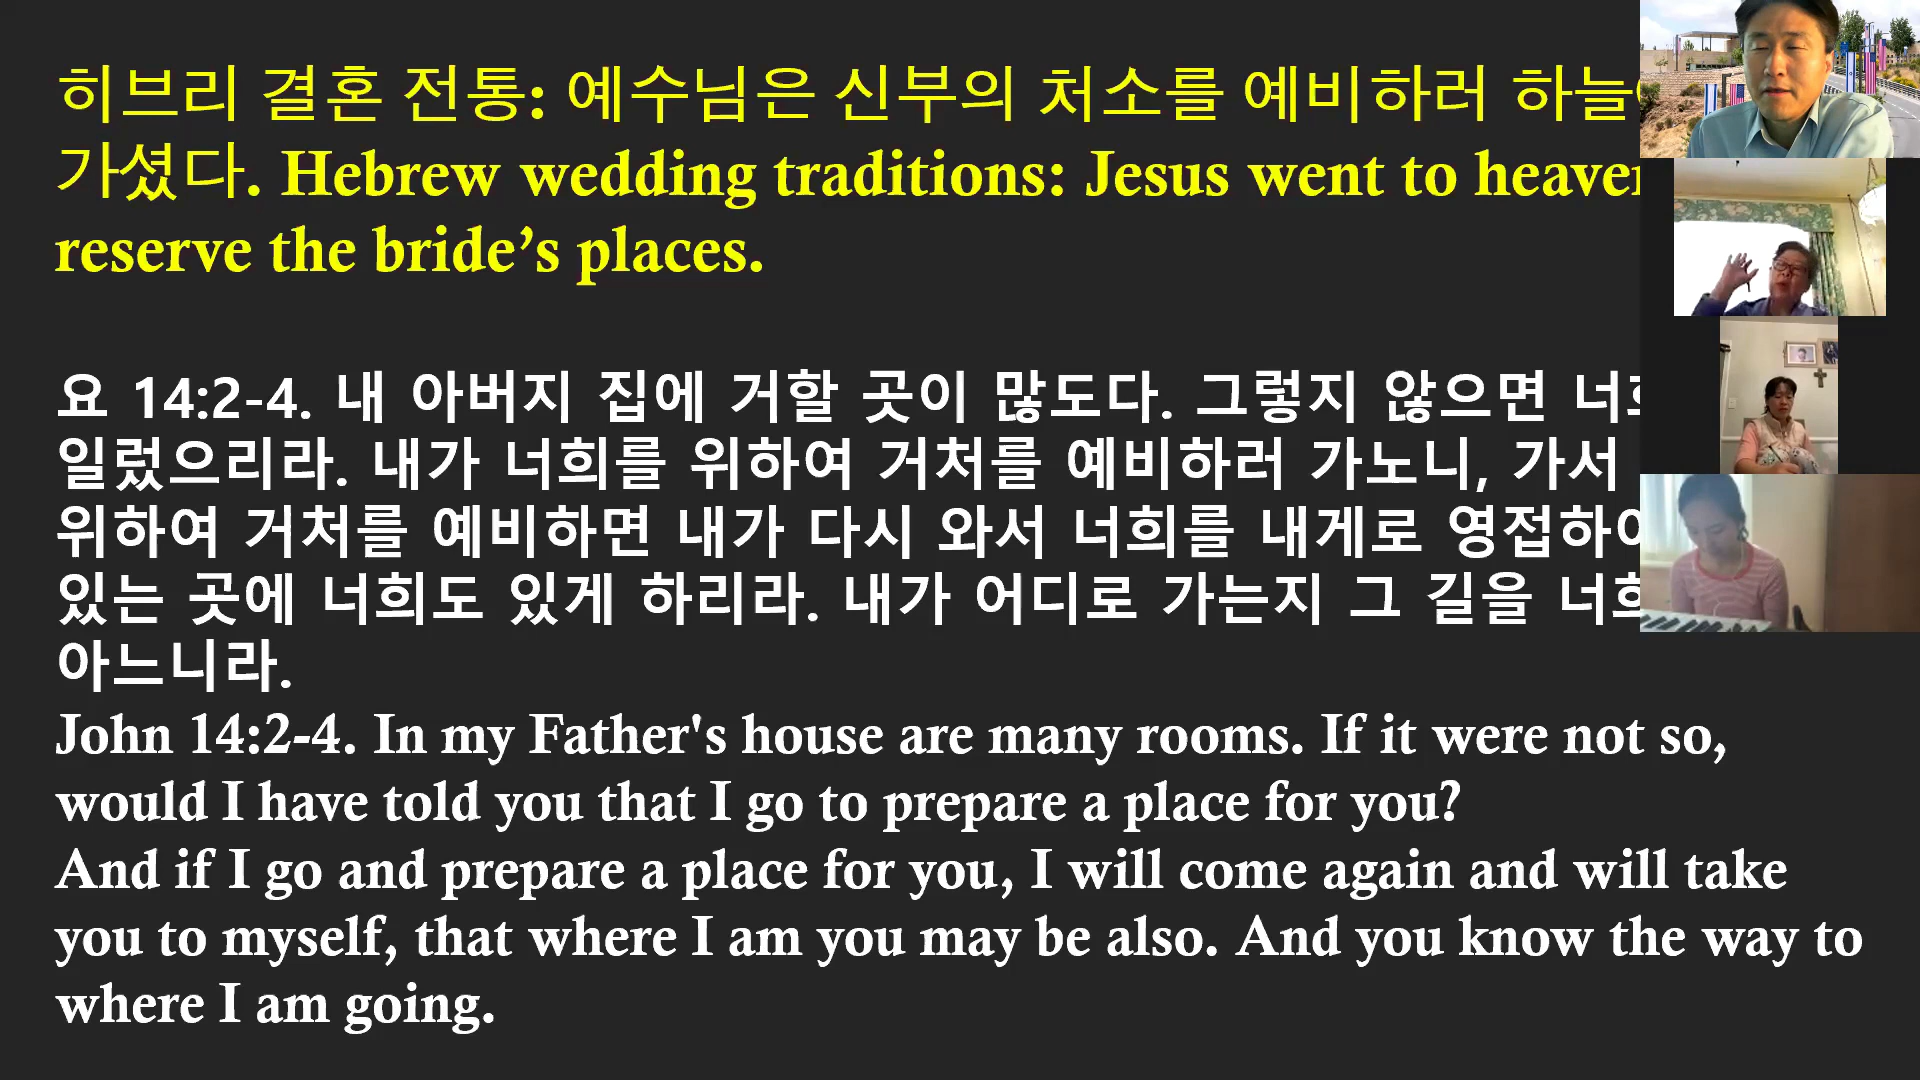 히브리 결혼 전통: 예수님은 신부의 처소를 예비하러
가셨다. Hebrew wedding traditions: Jesus went to
reserve the bride’s places.
요 14:2-4. 내 아버지 집에 거할 곳이 많도다. 그렇지 않으면
일렀으리라. 내가 너희를 위하여 거처를 예비하러 가노니, 가서
위하여 거처를 예비하면 내가 다시 와서 너희를 내게로
있는 곳에 너희도 있게 하리라. 내가 어디로 가는지 그 길을
아느니라.
John 14:2-4. In my Father's house are many rooms. If it were not so,
would I have told you that I go to prepare a place for you?
And if I go and prepare a place for you, I will come again and will take
you to myself, that where I am you may be also. And you know the way to
where I am going.